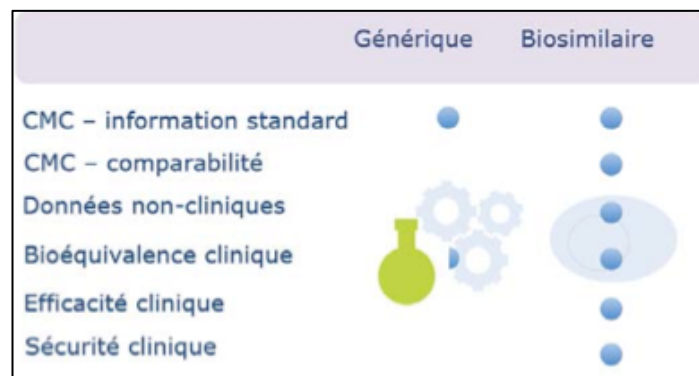 Générique Biosimilaire
CMC – information standard
CMC – comparabilité
Données non-cliniques
Bioéquivalence clinique
Efficacité clinique
Sécurité clinique